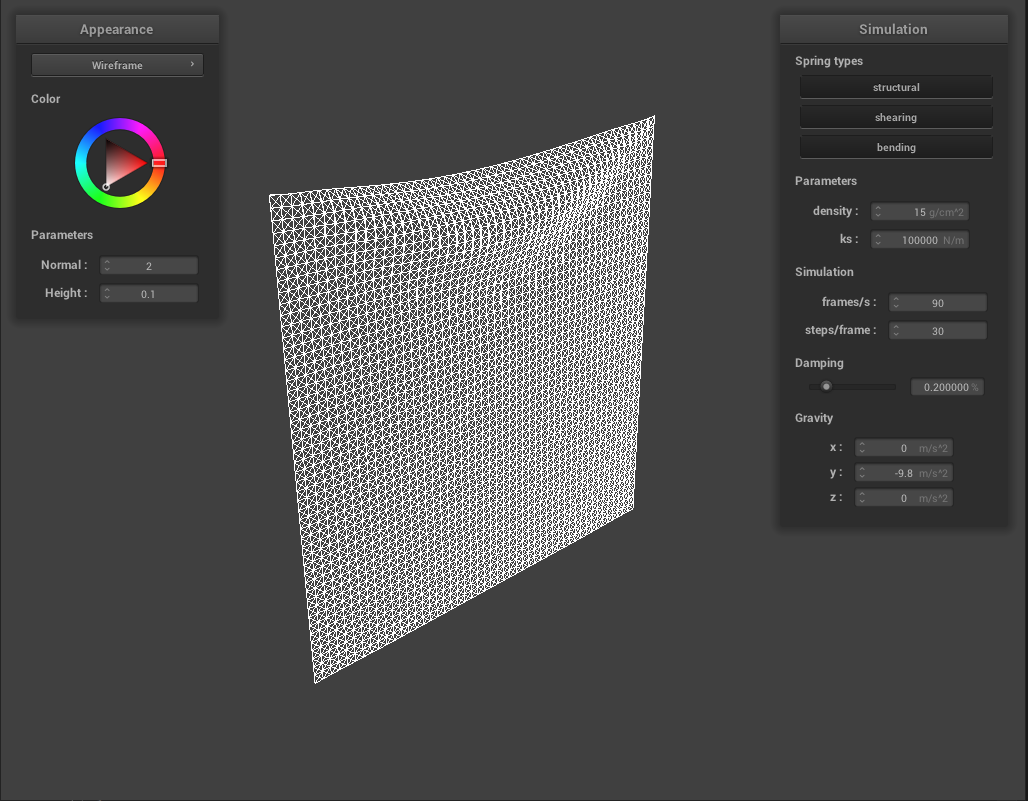 Appearance
Wireframe
Color
Parameters
Normal : 2
Height : 0.1
Simulation
Spring types
structural
shearing
bending
Parameters
density : 15 g/cm^2
ks : 100000 N/m
Simulation
frames/s : 90
steps/frame : 30
Damping
0.200000 %
Gravity
x : 0 m/s^2
y : -9.8 m/s^2
z : 0 m/s^2